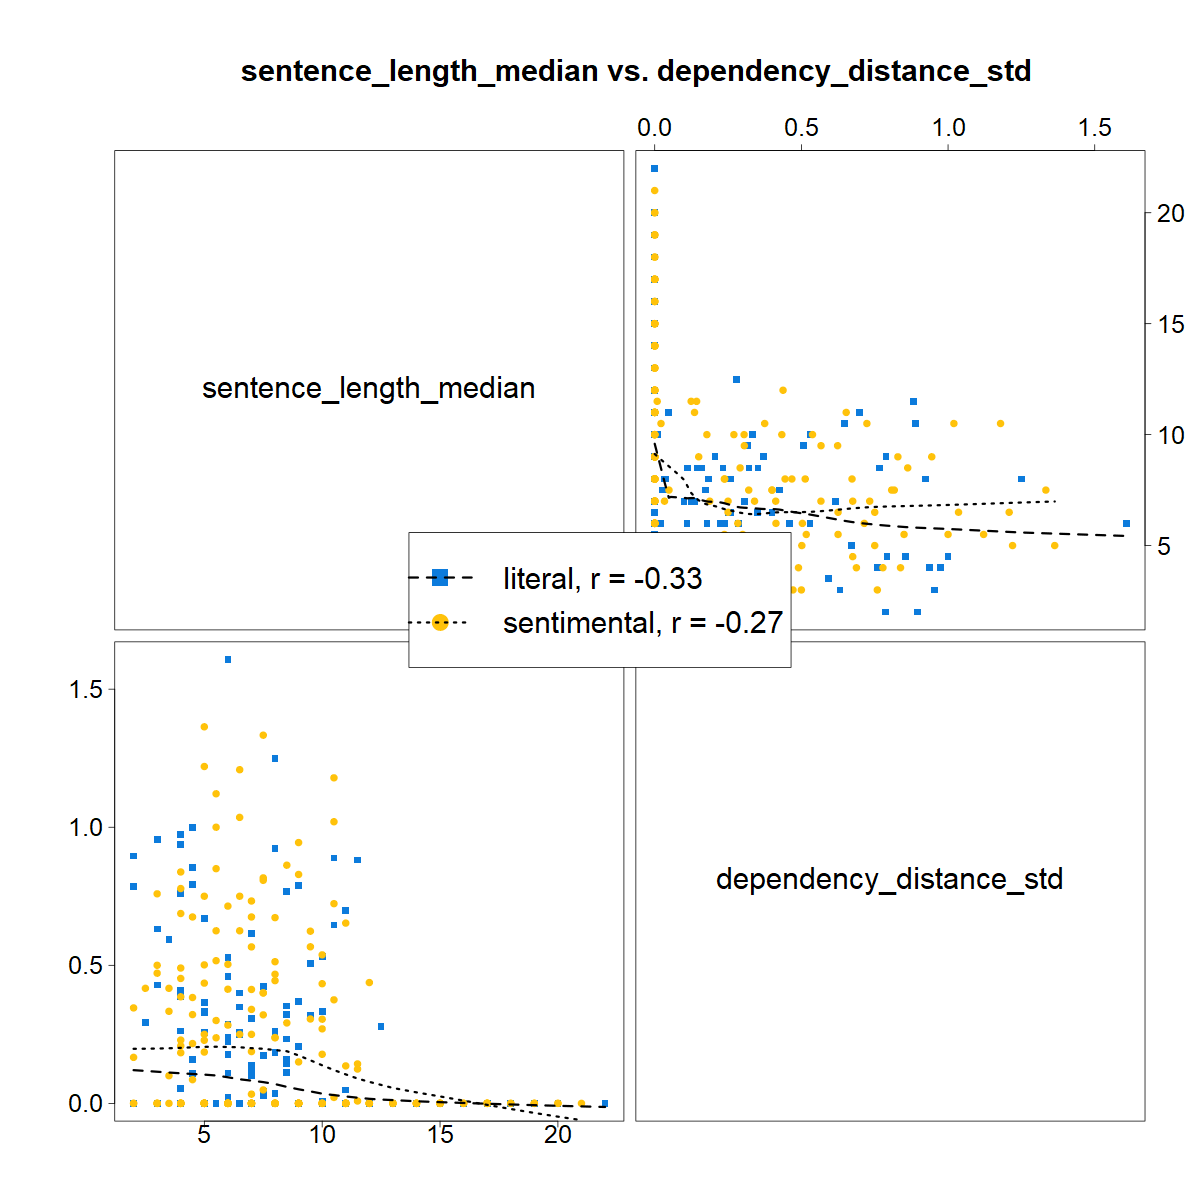 sentence_length_median vs. dependency_distance_std
0.0 0.5 1.0 1.5
sentence_length_median
20
15
10
5
literal, r = -0.33
sentimental, r = -0.27
1.5
1.0
0.5
0.0
dependency_distance_std
5 10 15 20